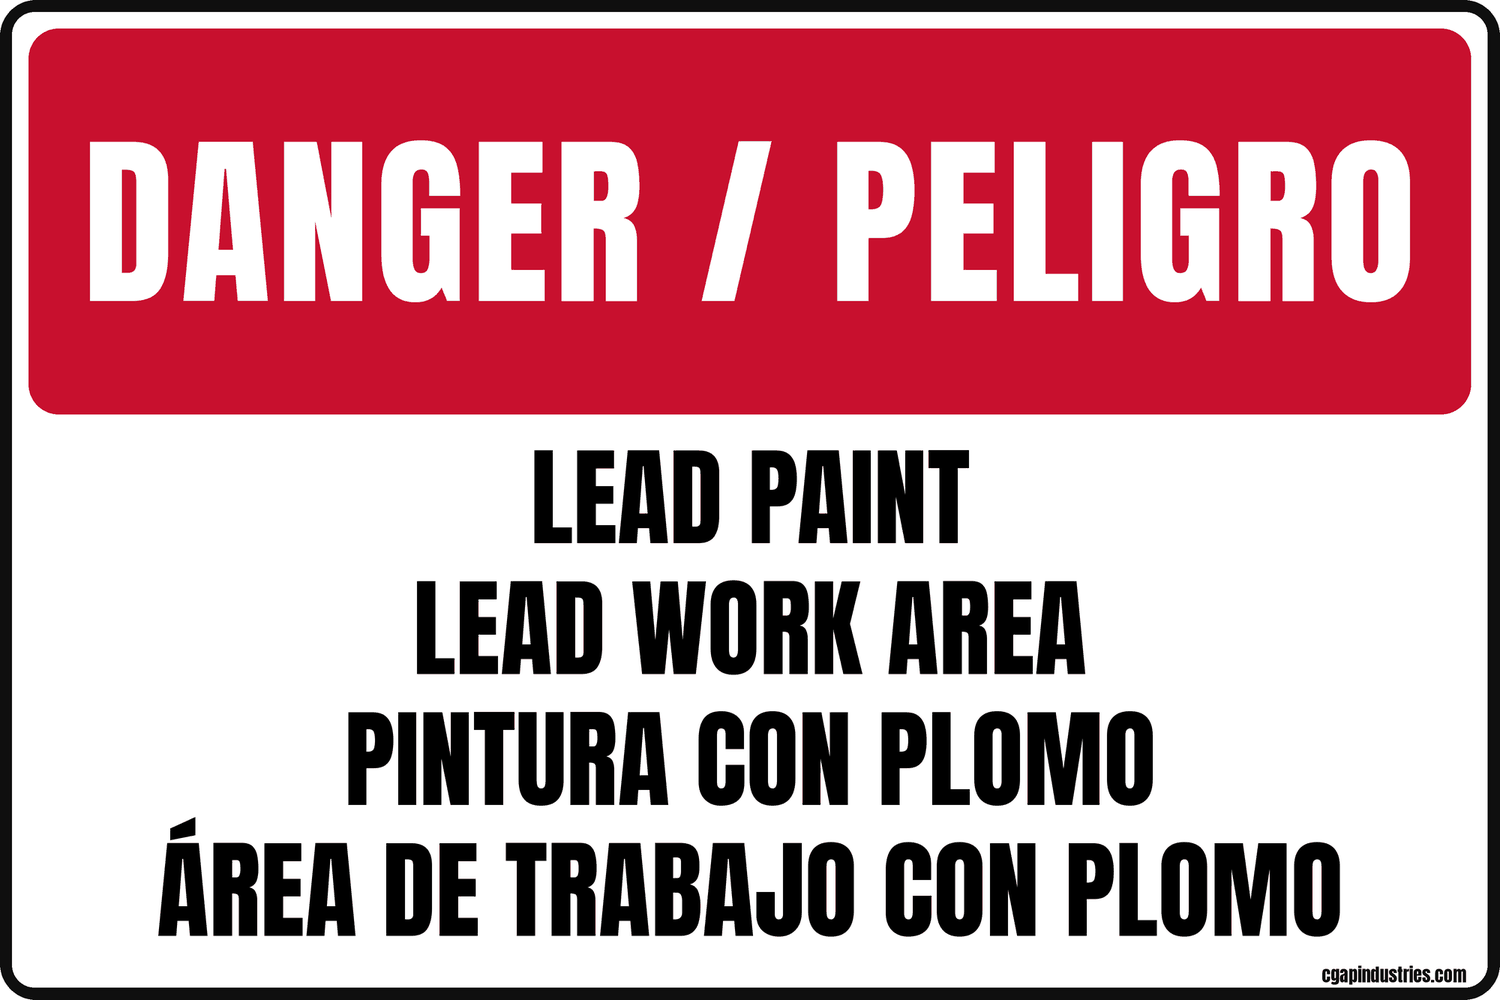 DANGER / PELIGRO
LEAD PAINT
LEAD WORK AREA
PINTURA CON PLOMO
ÁREA DE TRABAJO CON PLOMO
cgapindustries.com